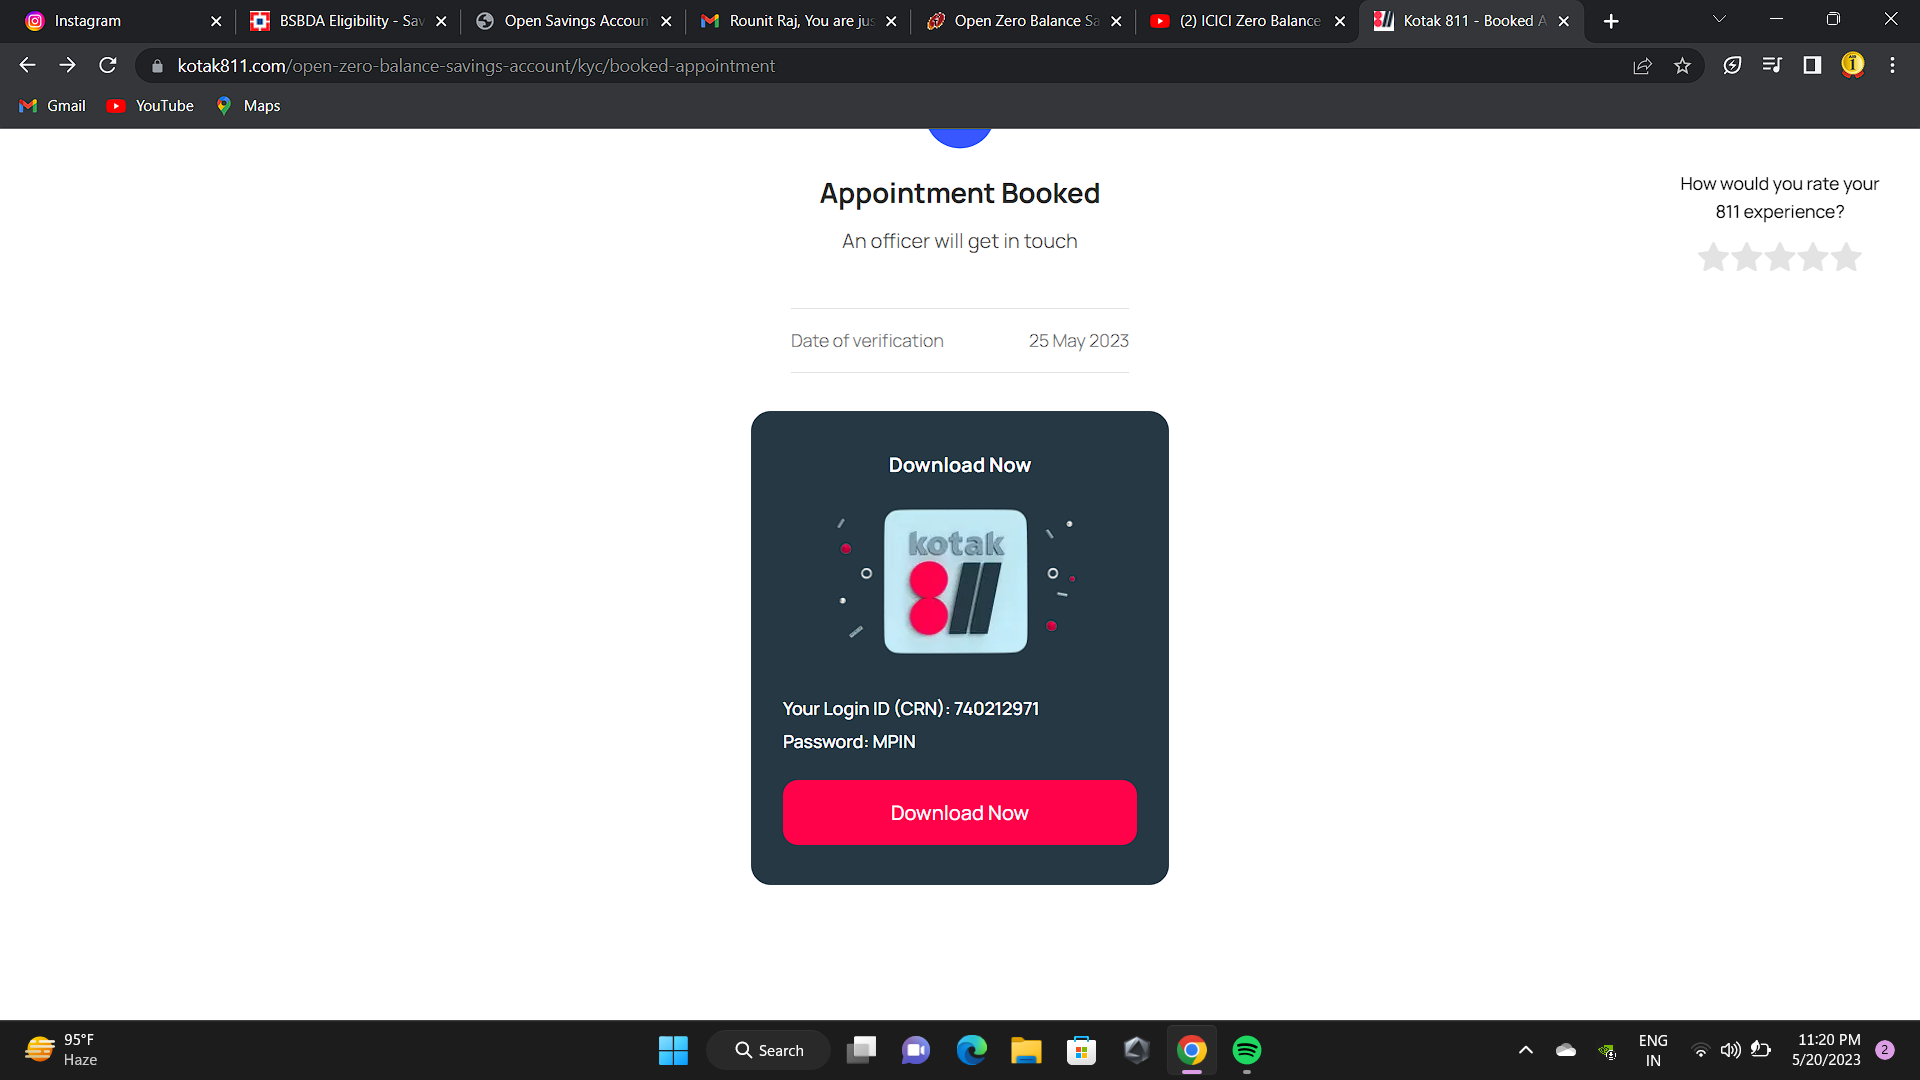 Instagram
BSBDA Eligibility - Sav
Open Savings Accoun
Rounit Raj, You are jus
Open Zero Balance Sa
(2) ICICI Zero Balance
Kotak 811 - Booked A
kotak811.com/open-zero-balance-savings-account/kyc/booked-appointment
Gmail
YouTube
Maps
Appointment Booked
An officer will get in touch
How would you rate your
811 experience?
Date of verification 25 May 2023
Download Now
kotak
811
Your Login ID (CRN): 740212971
Password: MPIN
Download Now
95°F
Haze
Search
ENG
IN
11:20 PM
5/20/2023
2